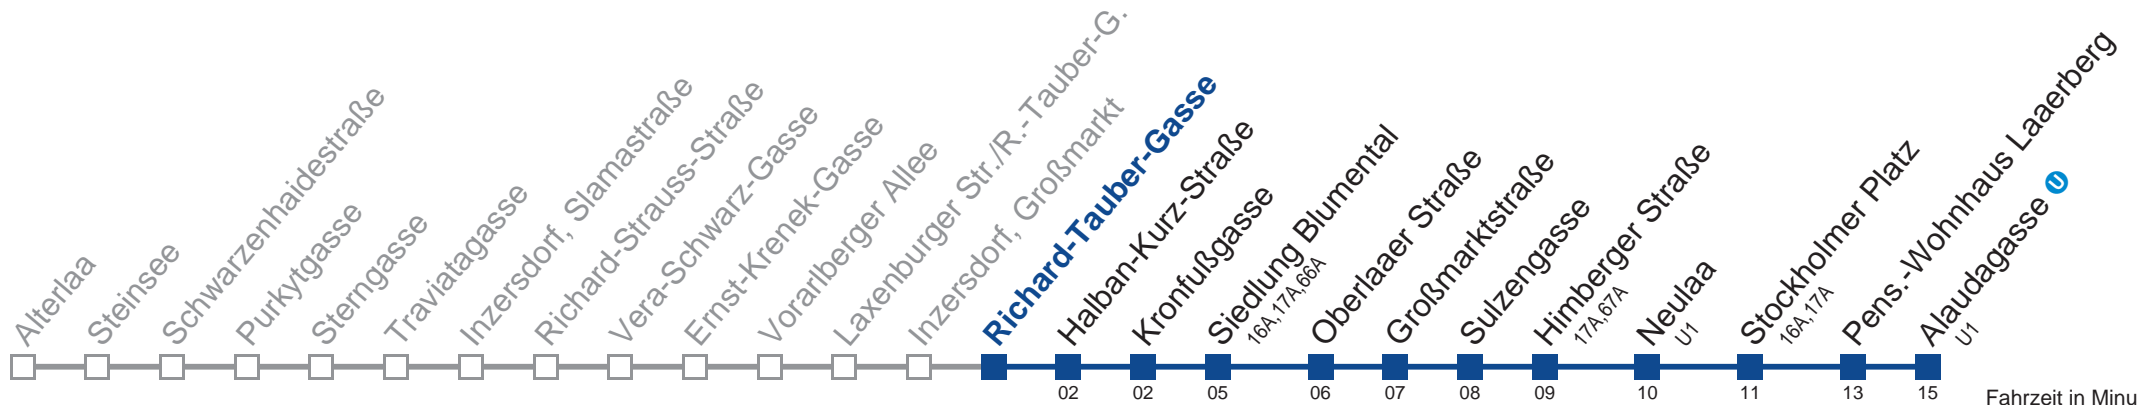 Alterlaa
Steinsee
Schwarzenhaidestraße
Purkytgasse
Sterngasse
Traviatagasse
Inzersdorf, Slamastraße
Richard-Strauss-Straße
Vera-Schwarz-Gasse
Ernst-Krenek-Gasse
Vorarlberger Allee
Laxenburger Str./R.-Tauber-G.
Inzersdorf, Großmarkt
Richard-Tauber-Gasse
Halban-Kurz-Straße
Kronfußgasse
Siedlung Blumental
16A,17A,66A
Oberlaaer Straße
Großmarktstraße
Sulzengasse
Himberger Straße
17A,67A
Neulaa
U1
Stockholmer Platz
16A,17A
Pens.-Wohnhaus Laaerberg
Alaudagasse U
U1
02 02 05 06 07 08 09 10 11 13 15 Fahrzeit in Minu